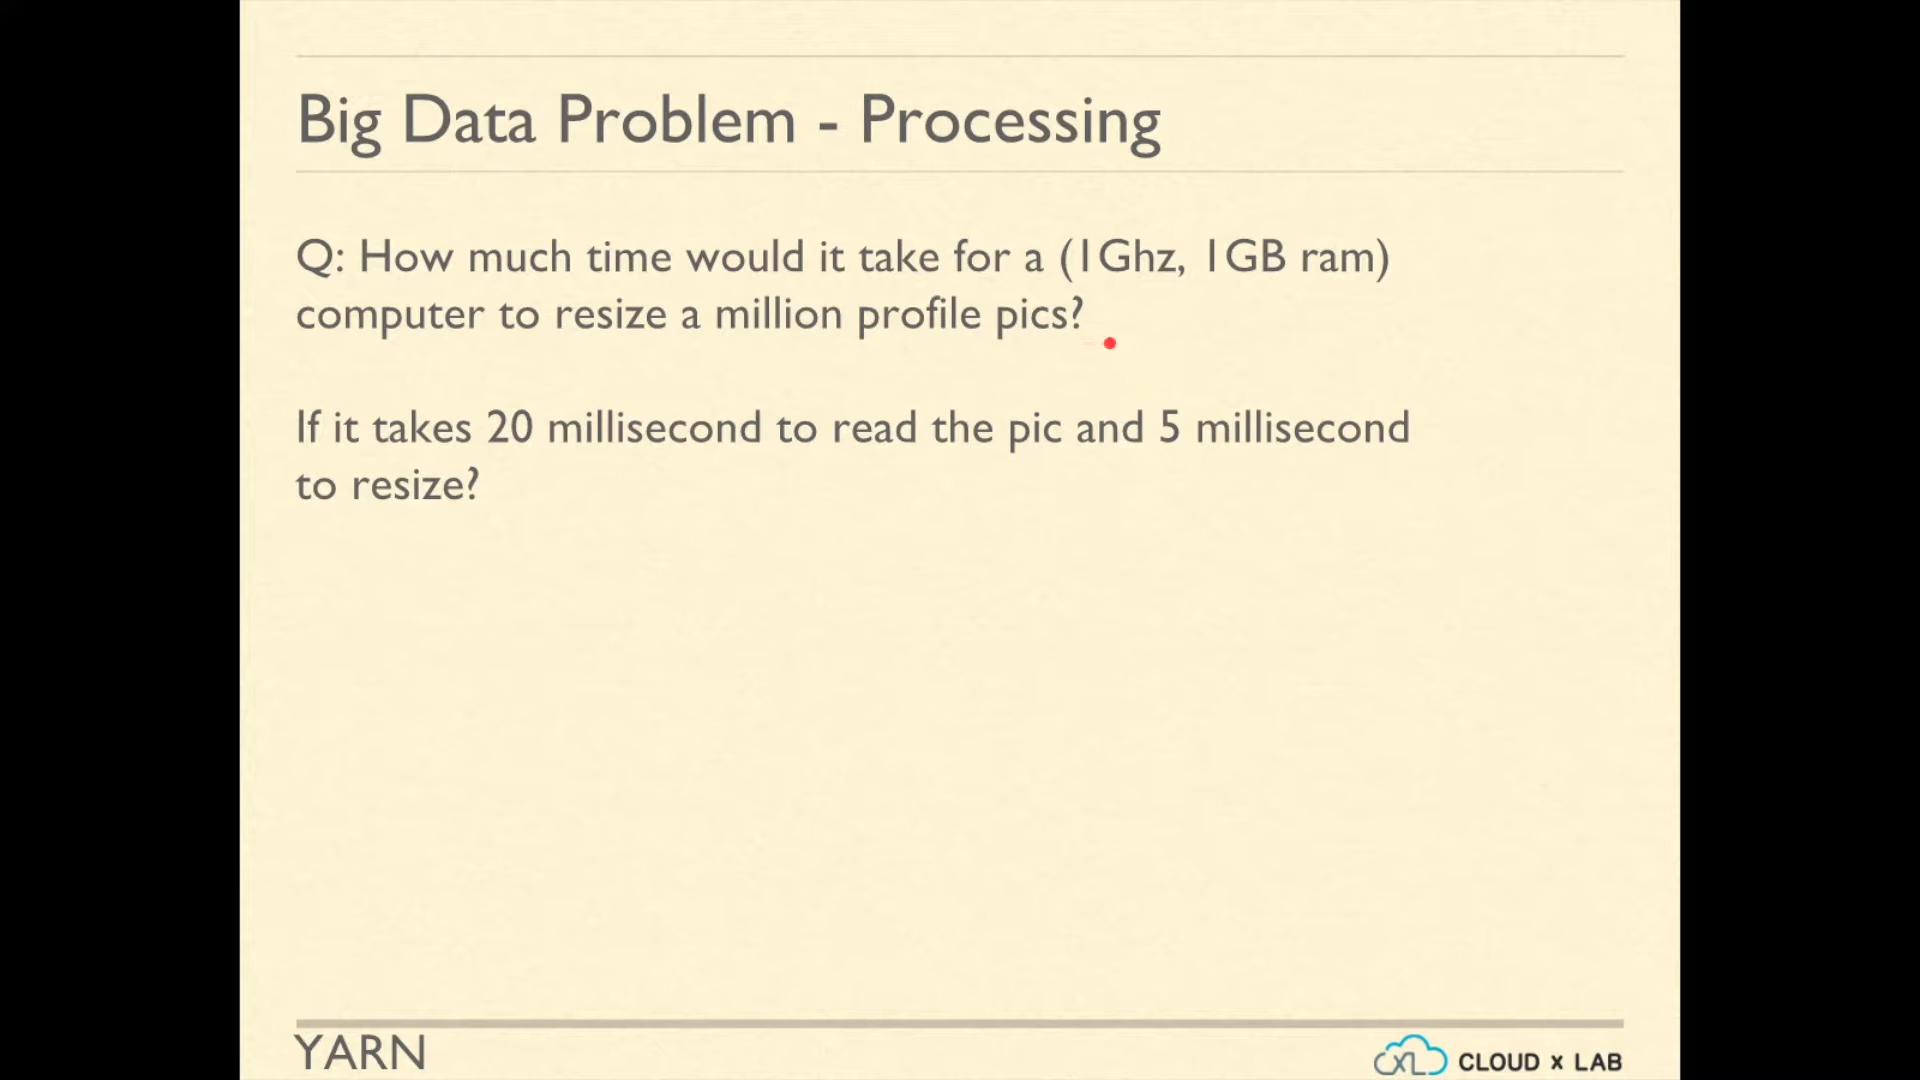 Big Data Problem - Processing
Q: How much time would it take for a (1Ghz, 1GB ram)
computer to resize a million profile pics?
If it takes 20 millisecond to read the pic and 5 millisecond
to resize?
YARN
CXL CLOUD x LAB